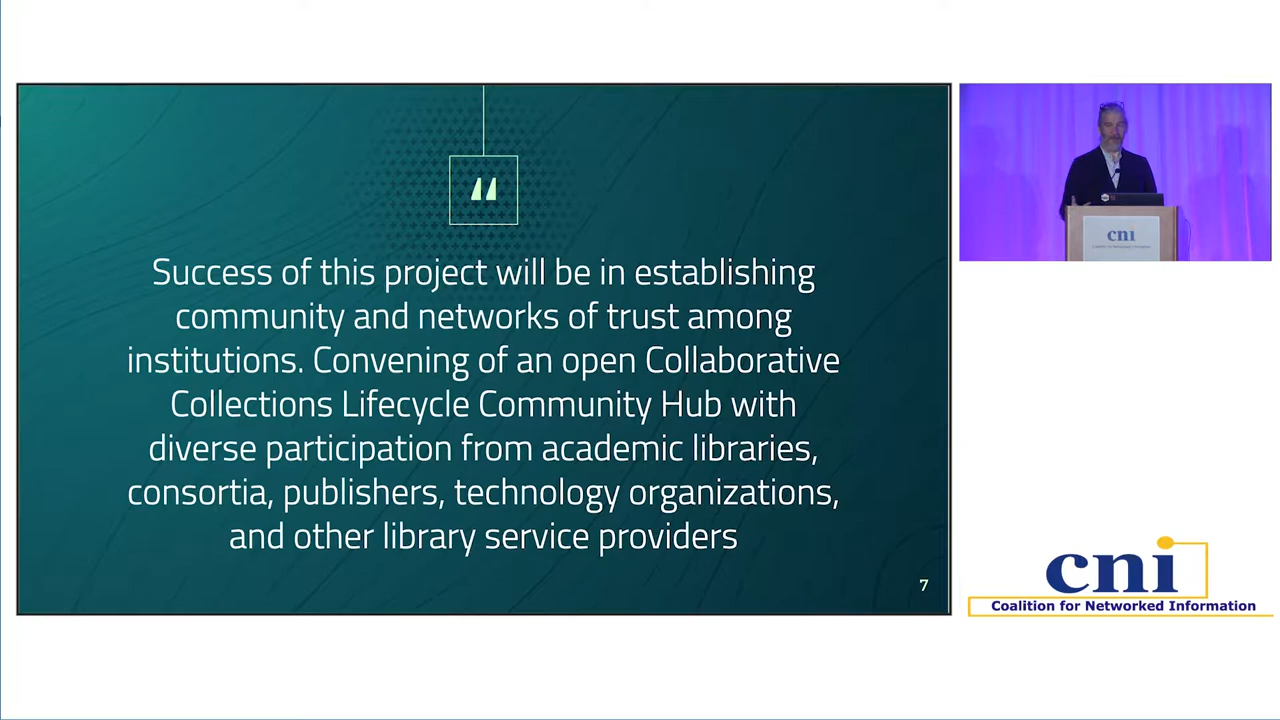 “
Success of this project will be in establishing
community and networks of trust among
institutions. Convening of an open Collaborative
Collections Lifecycle Community Hub with
diverse participation from academic libraries,
consortia, publishers, technology organizations,
and other library service providers
7
cni
cni
Coalition for Networked Information